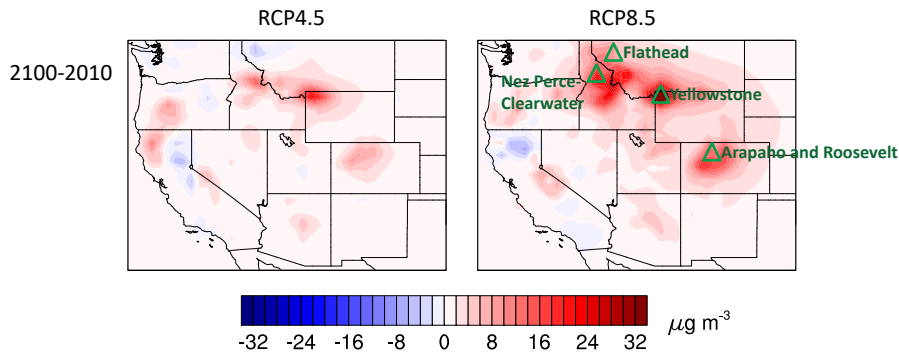 RCP4.5
RCP8.5
2100-2010
Flathead
Nez Perce-
Clearwater
Yellowstone
Arapaho and Roosevelt
-32 -24 -16 -8 0 8 16 24 32
μg m⁻³